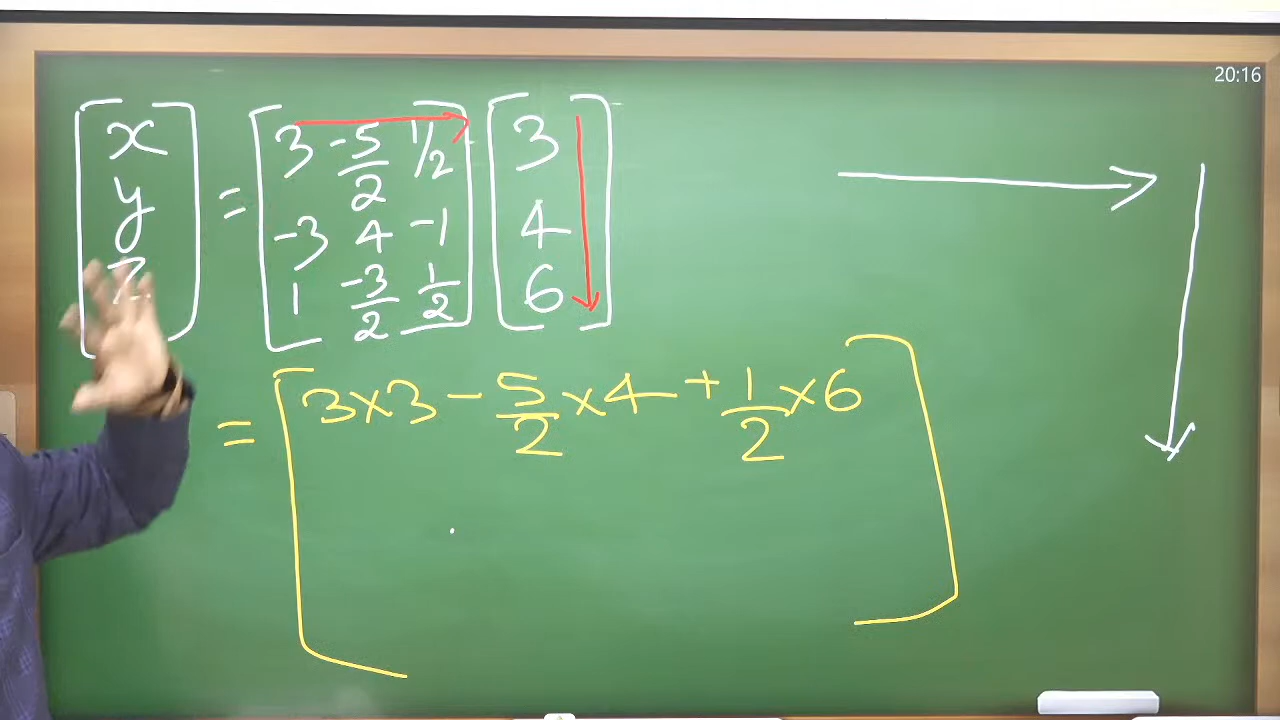 20:16
x = 3 -5/2 1/2 3
y -3 4 -1 4
z 1 -3/2 1/2 6
= 3×3 - 5/2 ×4 + 1/2 ×6